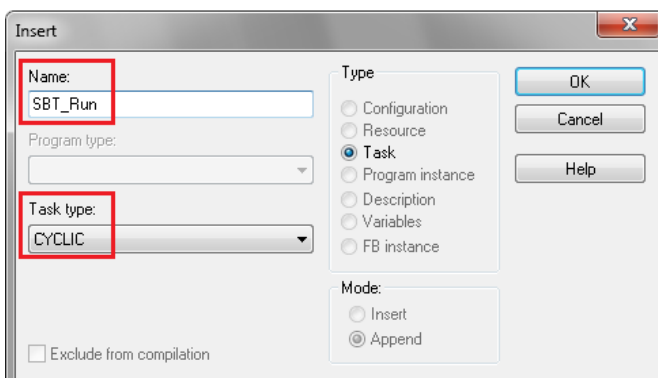 Insert
Name:
SBT_Run
Program type:
Task type:
CYCLIC
Exclude from compilation
Type
Configuration
Resource
Task
Program instance
Description
Variables
FB instance
Mode:
Insert
Append
OK
Cancel
Help